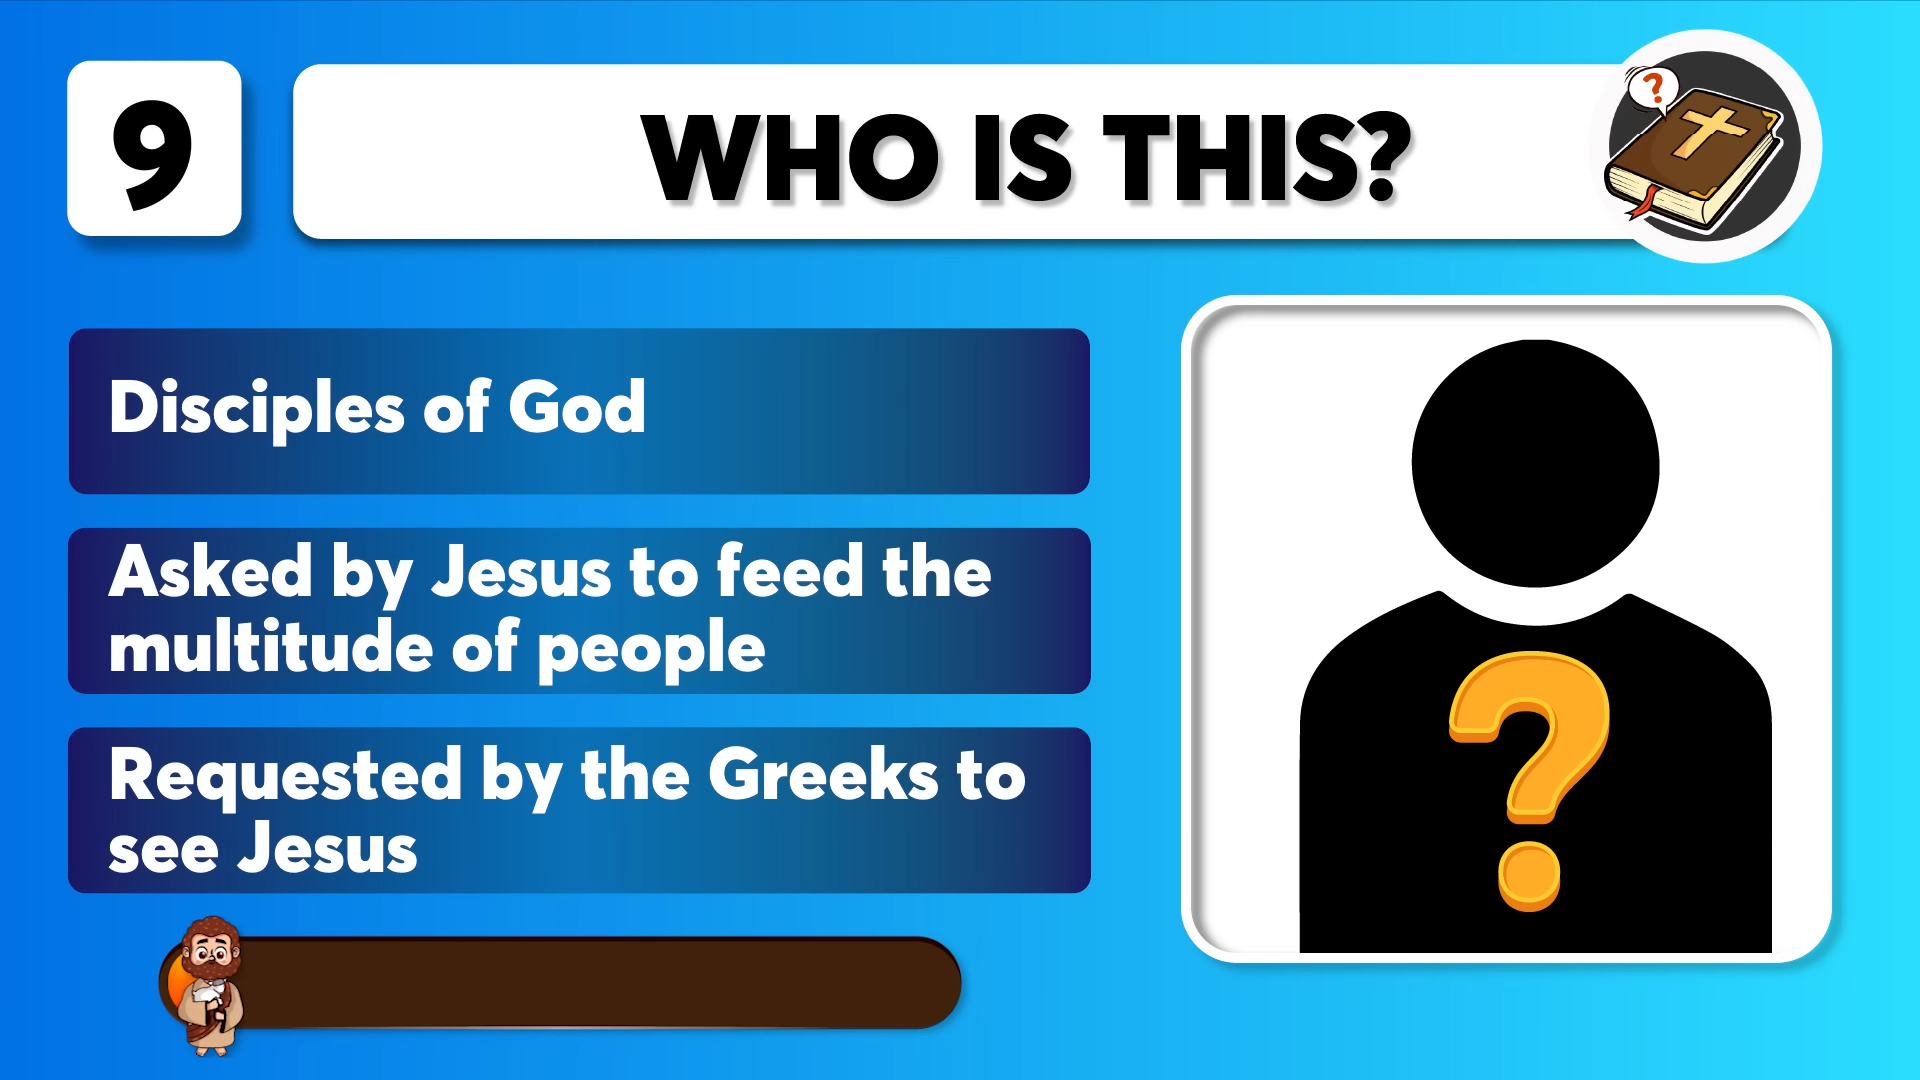 9
WHO IS THIS?
?
Disciples of God
Asked by Jesus to feed the
multitude of people
Requested by the Greeks to
see Jesus
?